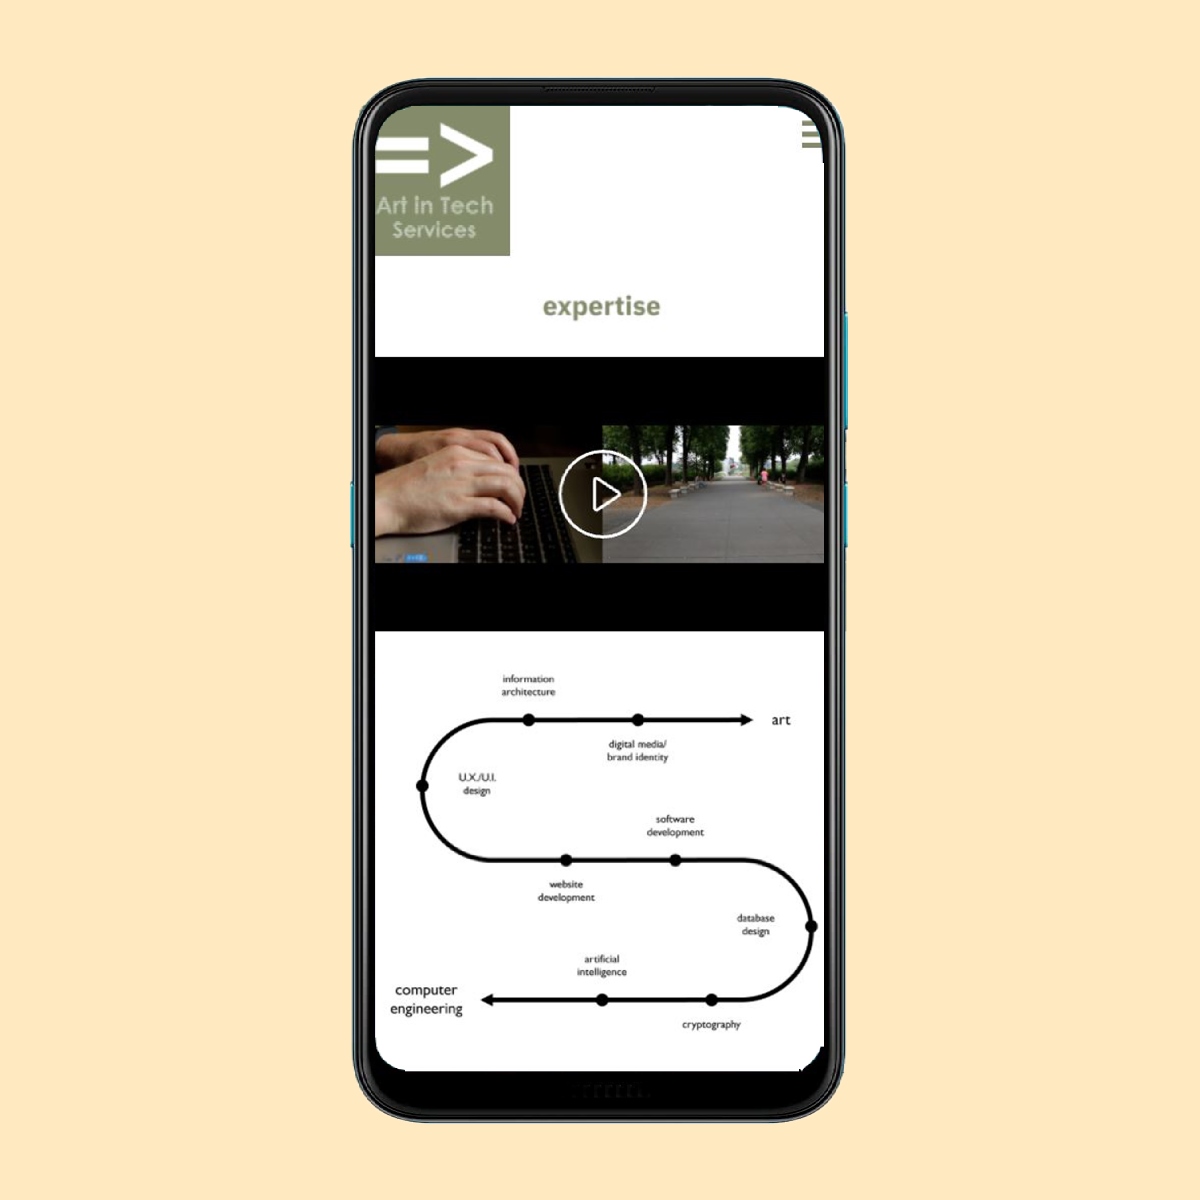 =>
Art in Tech
Services
expertise
information
architecture
art
digital media/
brand identity
U.X./U.I.
design
software
development
website
development
database
design
artificial
intelligence
computer
engineering
cryptography